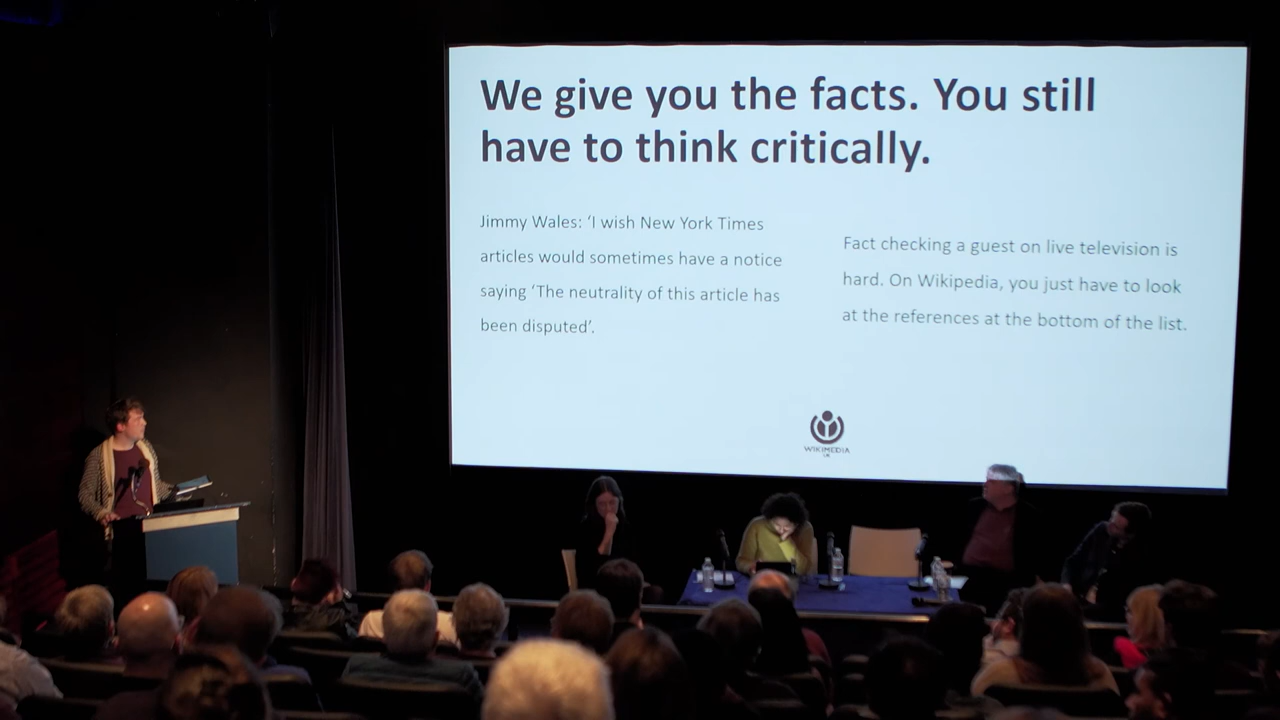 We give you the facts. You still
have to think critically.
Jimmy Wales: ‘I wish New York Times
articles would sometimes have a notice
saying ‘The neutrality of this article has
been disputed’.
Fact checking a guest on live television is
hard. On Wikipedia, you just have to look
at the references at the bottom of the list.
WIKIMEDIA
UK